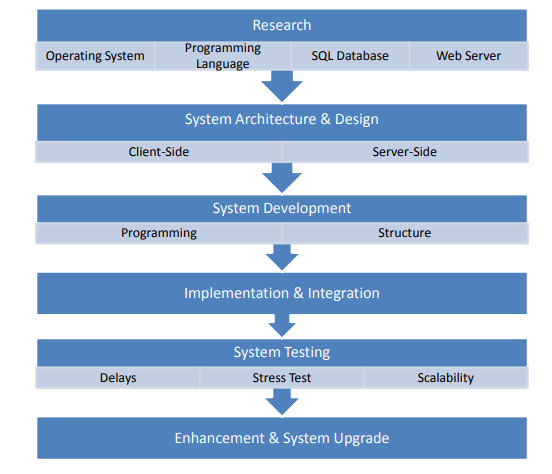 Research
Operating System
Programming
Language
SQL Database
Web Server
System Architecture & Design
Client-Side
Server-Side
System Development
Programming
Structure
Implementation & Integration
System Testing
Delays
Stress Test
Scalability
Enhancement & System Upgrade